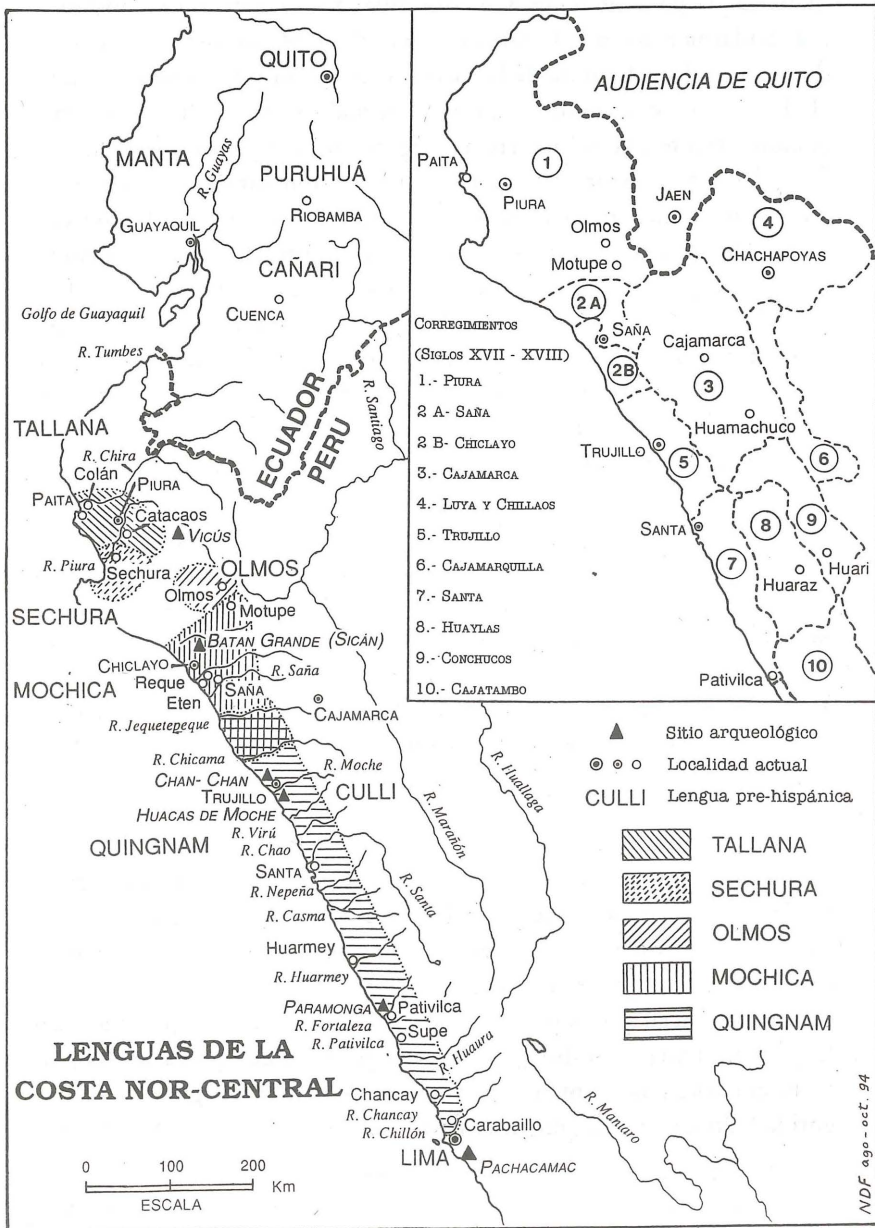 QUITO
MANTA
R. Guayas
PURUHUÁ
RIOBAMBA
GUAYAQUIL
CAÑARI
CUENCA
Golfo de Guayaquil
R. Tumbes
ECUADOR
PERU
R. Santiago
TALLANA
R. Chira
Colán
PIURA
PAITA
Catacaos
VICÚS
R. Piura
Sechura
OLMOS
Olmos
SECHURA
Motupe
BATAN GRANDE (SICÁN)
CHICLAYO
R. Saña
MOCHICA
Reque
SAÑA
Eten
CAJAMARCA
R. Jequetepeque
R. Chicama
R. Moche
CHAN-CHAN
TRUJILLO
CULLI
HUACAS DE MOCHE
R. Marañón
R. Huallaga
R. Virú
QUINGNAM
R. Chao
SANTA
R. Nepeña
R. Santa
R. Casma
Huarmey
R. Huarmey
PARAMONGA
Pativilca
R. Fortaleza
Supe
R. Pativilca
R. Huaura
LENGUAS DE LA
COSTA NOR-CENTRAL
Chancay
R. Chancay
Carabaillo
R. Chillón
LIMA
PACHACAMAC
R. Mantaro
0 100 200
Km
ESCALA
AUDIENCIA DE QUITO
1
PAITA
PIURA
JAEN
4
Olmos
CHACHAPOYAS
Motupe
2 A
SAÑA
Cajamarca
2B
3
Huamachuco
TRUJILLO
5
6
SANTA
8
9
7
Huari
Huaraz
10
Pativilca
CORREGIMIENTOS
(SIGLOS XVII - XVIII)
1.- PIURA
2 A- SAÑA
2 B- CHICLAYO
3.- CAJAMARCA
4.- LUYA Y CHILLAOS
5.- TRUJILLO
6.- CAJAMARQUILLA
7.- SANTA
8.- HUAYLAS
9.- CONCHUCOS
10.- CAJATAMBO
Sitio arqueológico
Localidad actual
CULLI Lengua pre-hispánica
TALLANA
SECHURA
OLMOS
MOCHICA
QUINGNAM
NDF ago-oct. 94